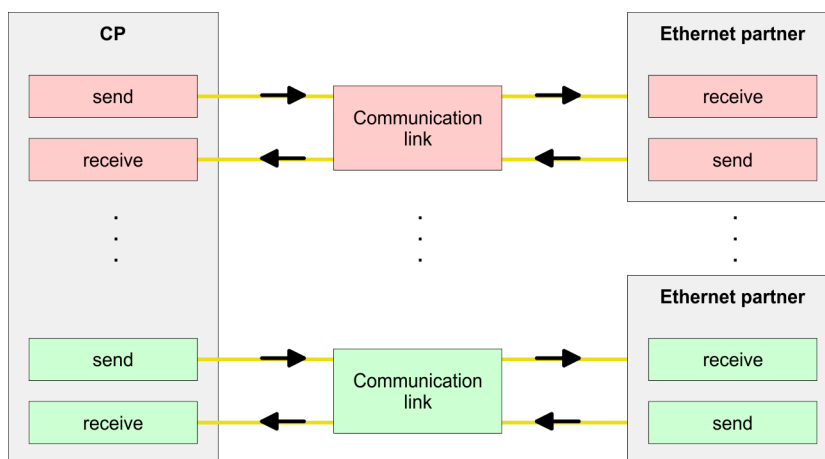 CP
Ethernet partner
send
receive
Communication
link
receive
send
Ethernet partner
send
receive
Communication
link
receive
send